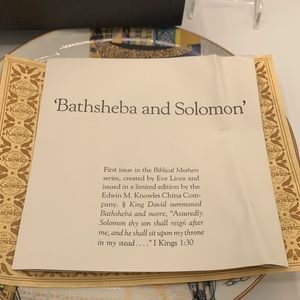 'Bathsheba and Solomon'
First issue in the Biblical Mothers
series, created by Eve Licea and
issued in a limited edition by the
Edwin M. Knowles China Com-
pany. § King David summoned
Bathsheba and swore, "Assuredly
Solomon thy son shall reign after
me, and he shall sit upon my throne
in my stead . . . ." I Kings 1:30
Knowles
Knowles